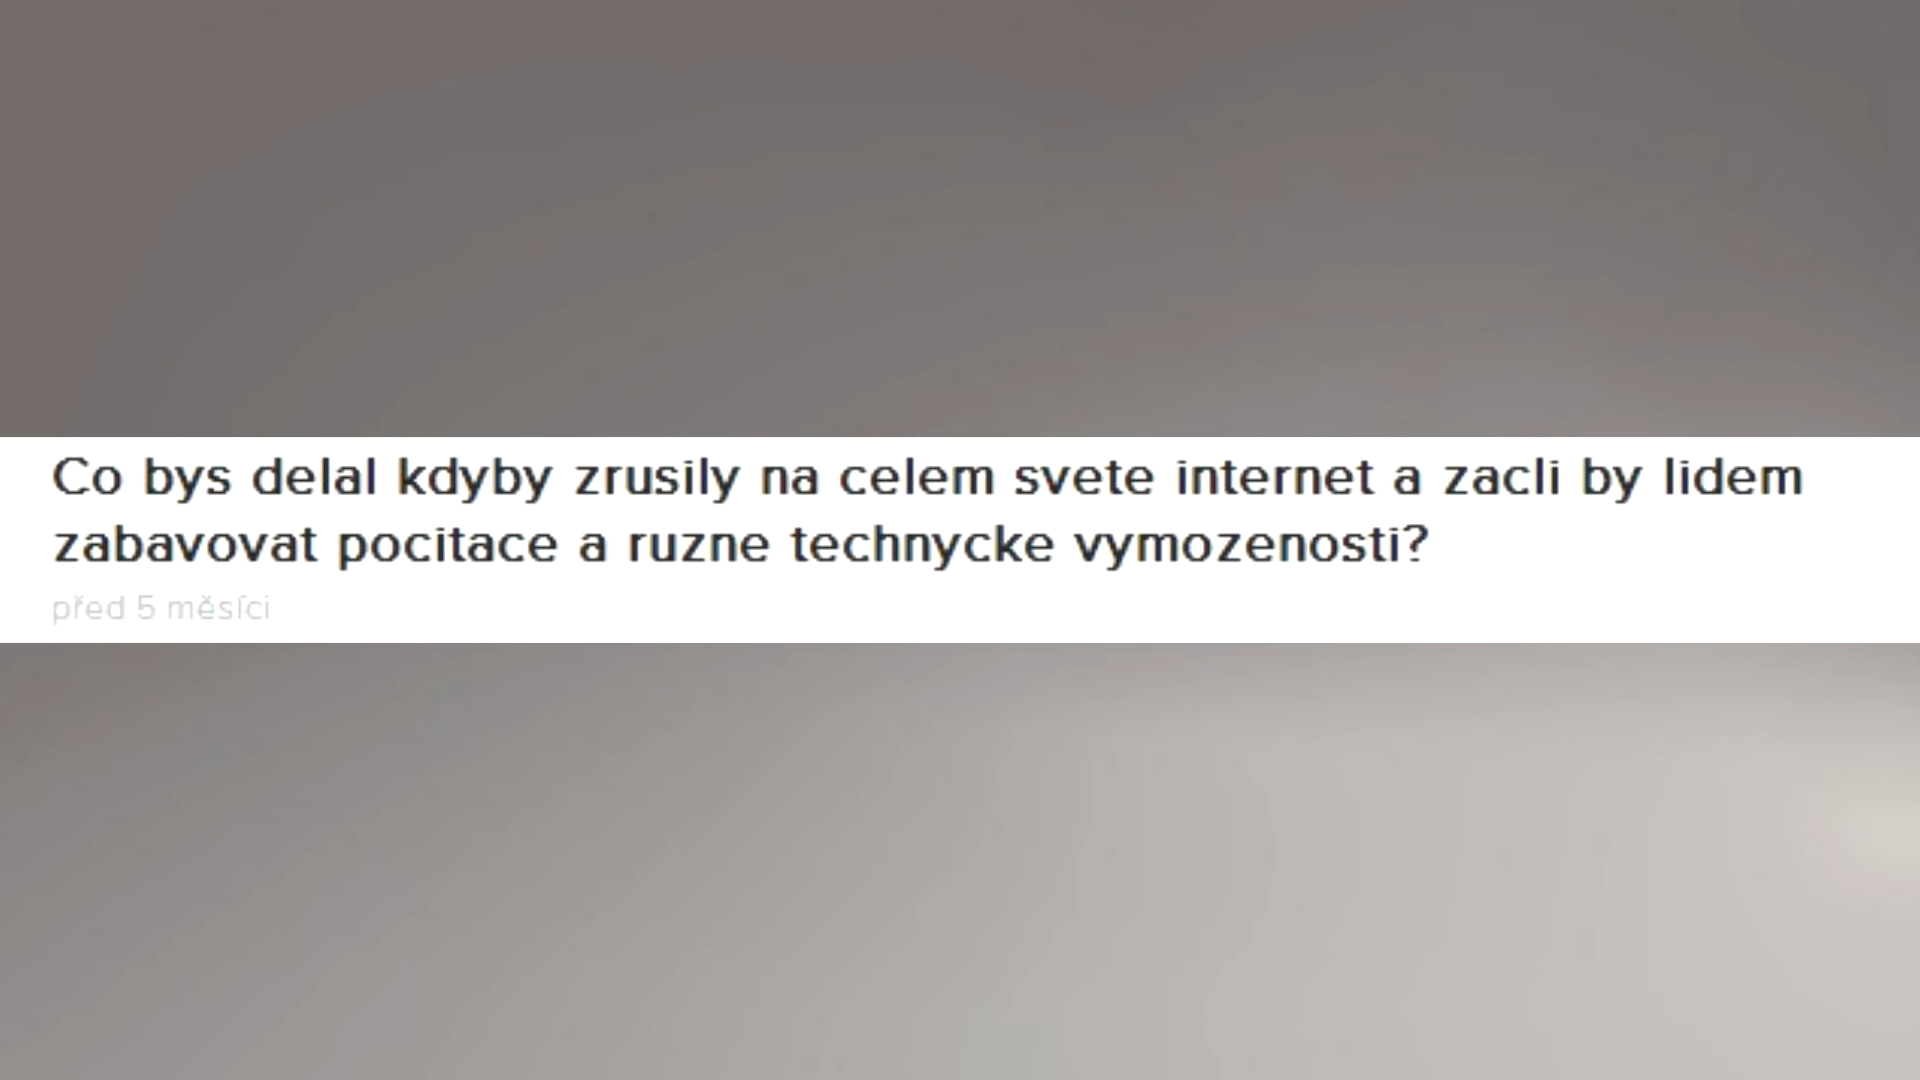 Co bys delal kdyby zrusily na celem svete internet a zacli by lidem
zabavovat pocitace a ruzne technycke vymozenosti?
před 5 měsíci